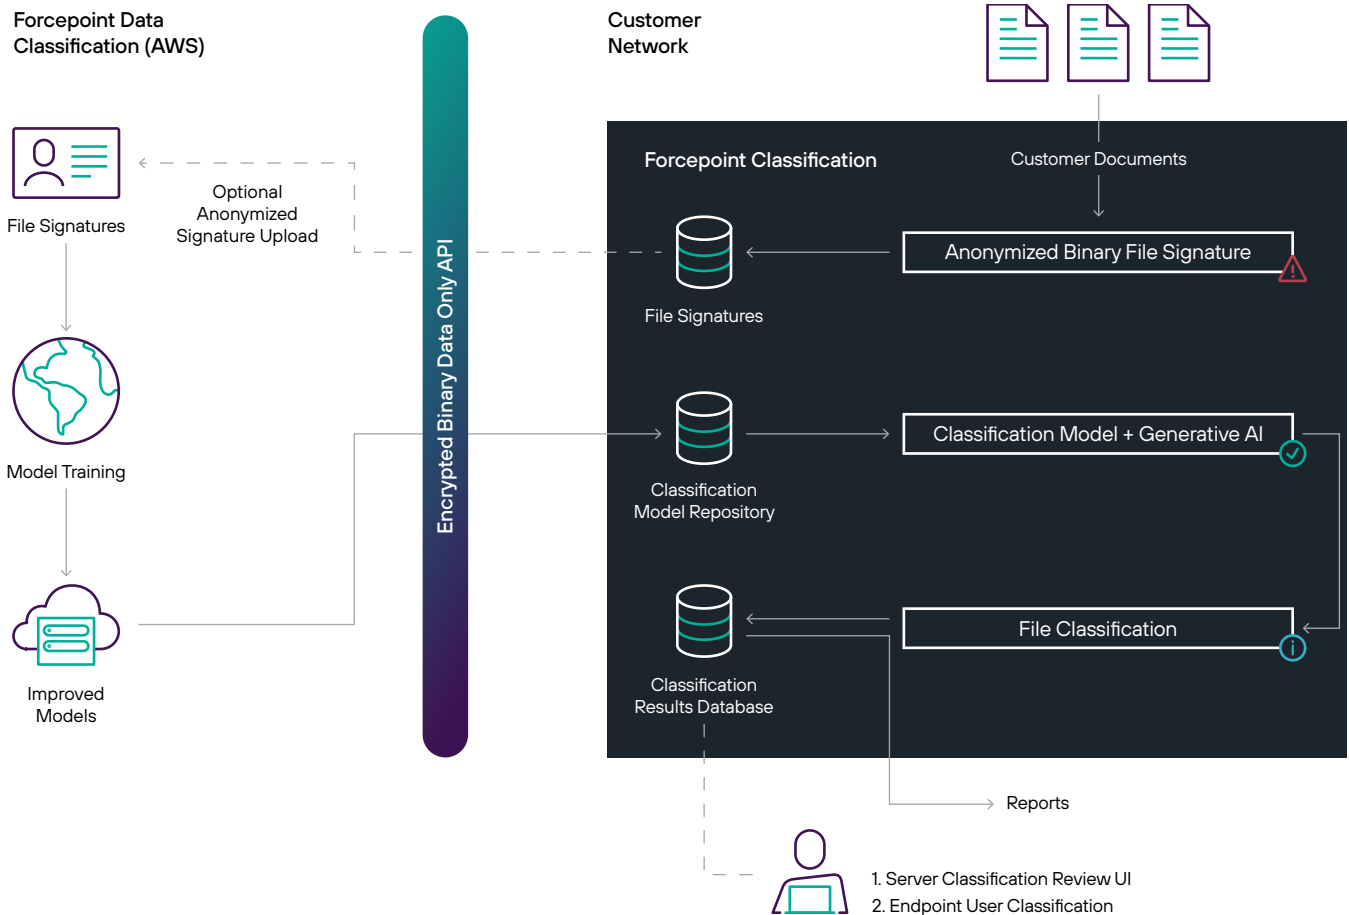 Forcepoint Data
Classification (AWS)
Customer
Network
Forcepoint Classification
Customer Documents
Optional
Anonymized
Signature Upload
File Signatures
Anonymized Binary File Signature
File Signatures
Encrypted Binary Data Only API
Model Training
Classification Model + Generative AI
Classification
Model Repository
File Classification
Improved
Models
Classification
Results Database
Reports
1. Server Classification Review UI
2. Endpoint User Classification